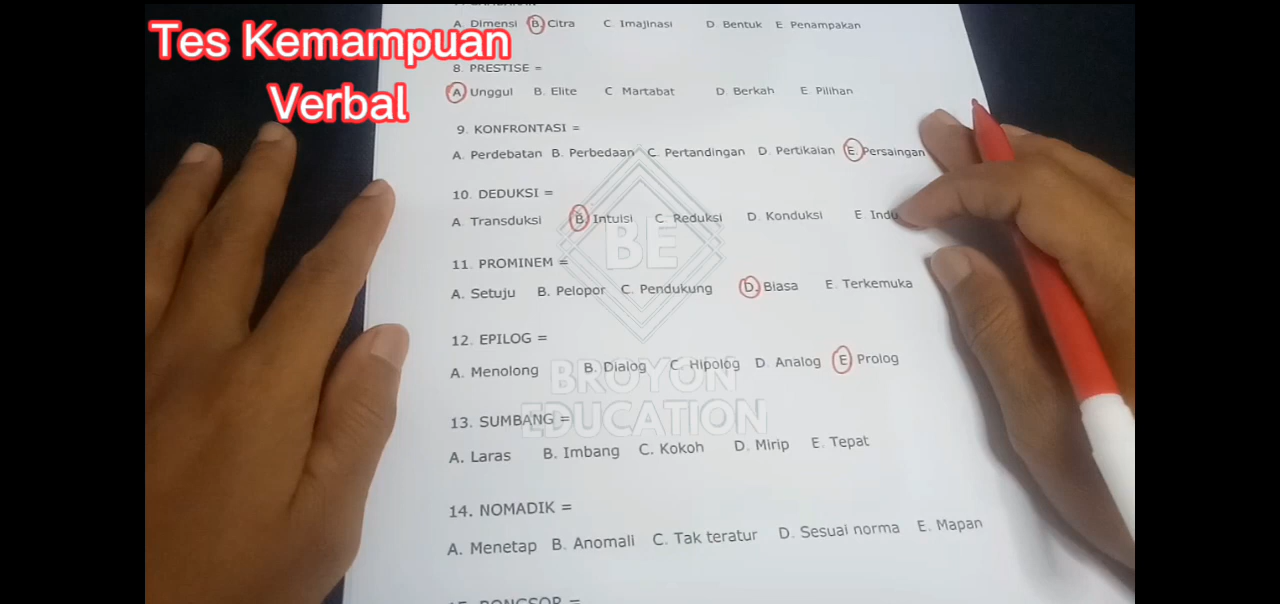 Tes Kemampuan
Verbal
A. Dimensi B. Citra C Imajinasi D Bentuk E Penampakan
8. PRESTISE =
A. Unggul B. Elite C Martabat D Berkah E Pilihan
9. KONFRONTASI =
A. Perdebatan B. Perbedaan C. Pertandingan D. Pertikaian E. Persaingan
10. DEDUKSI =
A. Transduksi B. Intuisi C. Reduksi D. Konduksi E Indu
11. PROMINEM =
A. Setuju B. Pelopor C. Pendukung D. Biasa E. Terkemuka
12. EPILOG =
A. Menolong B. Dialog C. Hipolog D. Analog E Prolog
13. SUMBANG =
A. Laras B. Imbang C. Kokoh D. Mirip E. Tepat
14. NOMADIK =
A. Menetap B. Anomali C. Tak teratur D. Sesuai norma E. Mapan
BE
BROYON
EDUCATION